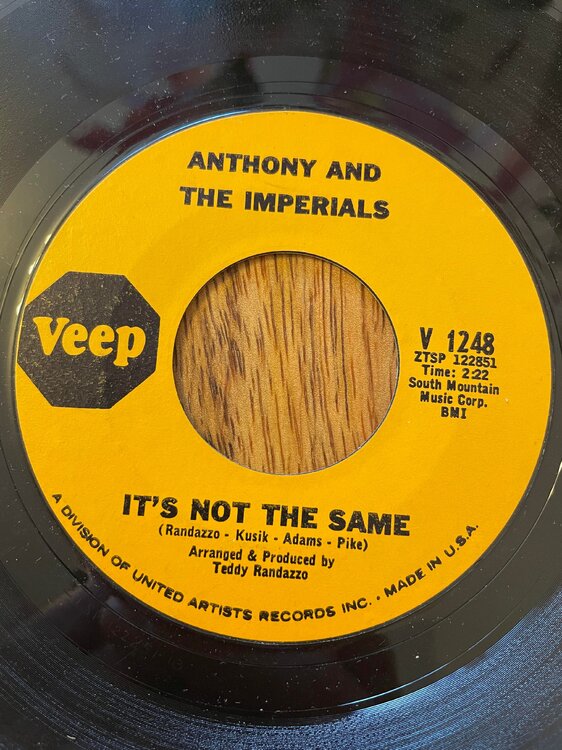 ANTHONY AND
THE IMPERIALS
Veep
V 1248
ZTSP 122851
Time: 2:22
South Mountain
Music Corp.
BMI
IT'S NOT THE SAME
(Randazzo - Kusik - Adams - Pike)
Arranged & Produced by
Teddy Randazzo
A DIVISION OF UNITED ARTISTS RECORDS INC. • MADE IN U.S.A.